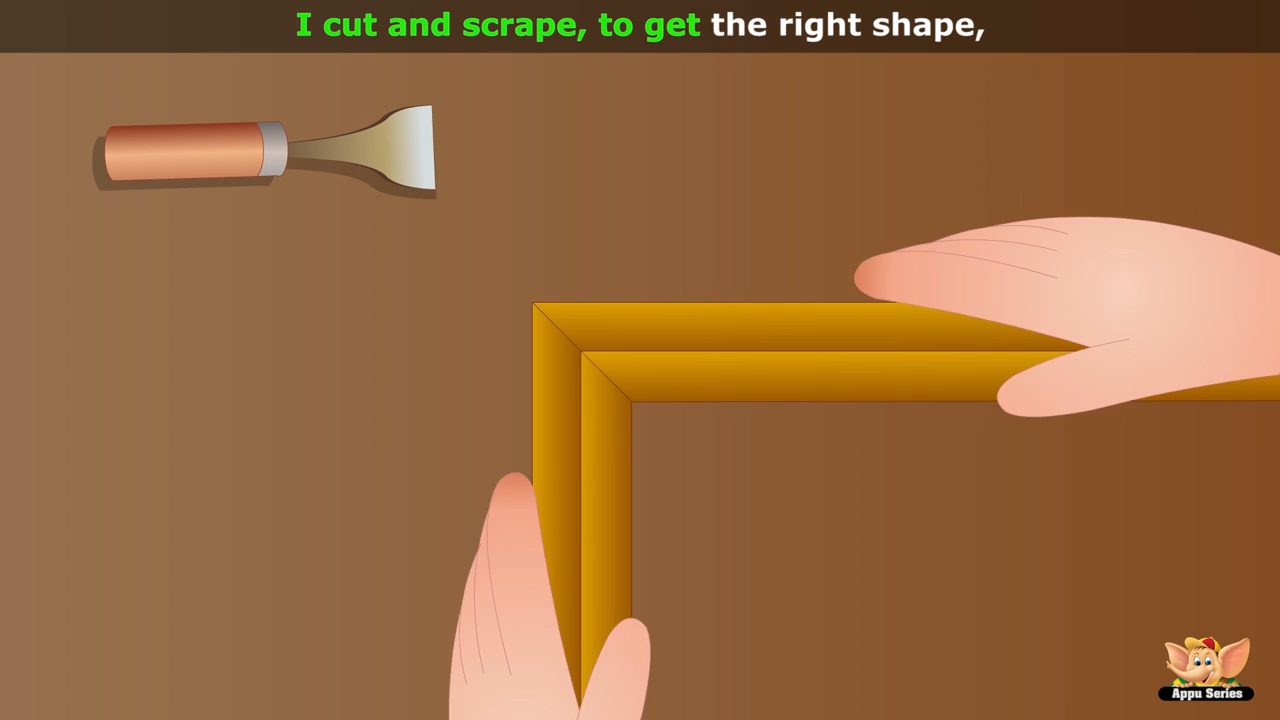 I cut and scrape, to get the right shape,
Appu Series